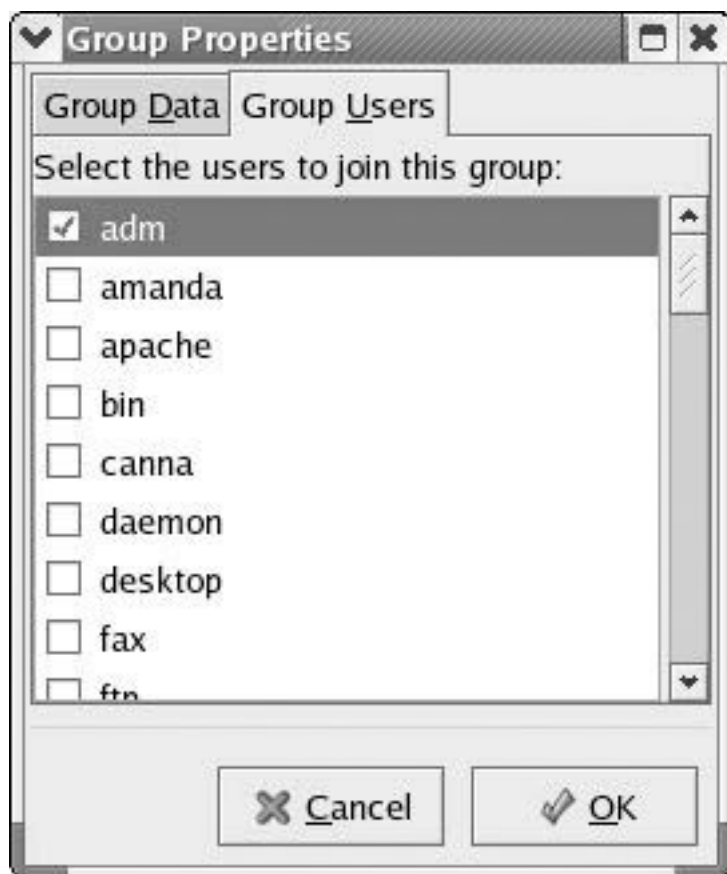 Group Properties
Group Data Group Users
Select the users to join this group:
adm
amanda
apache
bin
canna
daemon
desktop
fax
ftp
Cancel OK